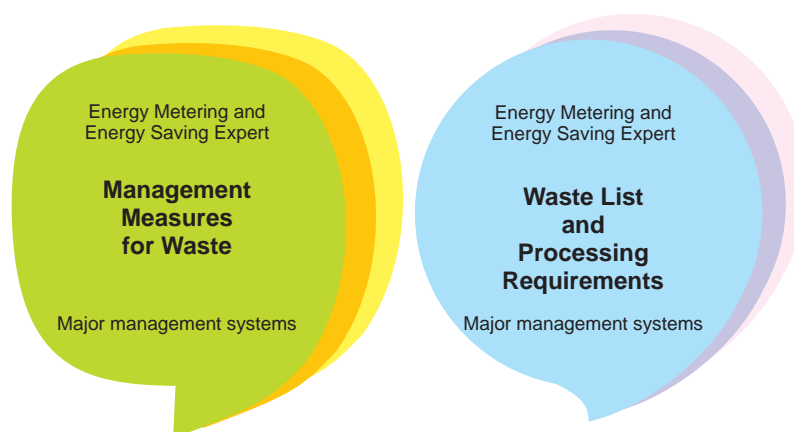 Energy Metering and
Energy Saving Expert
Management
Measures
for Waste
Major management systems
Energy Metering and
Energy Saving Expert
Waste List
and
Processing
Requirements
Major management systems